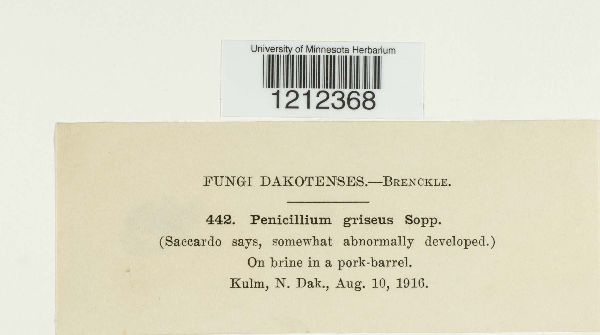 University of Minnesota Herbarium
1212368
FUNGI DAKOTENSES.—Brenckle.
442. Penicillium griseus Sopp.
(Saccardo says, somewhat abnormally developed.)
On brine in a pork-barrel.
Kulm, N. Dak., Aug. 10, 1916.